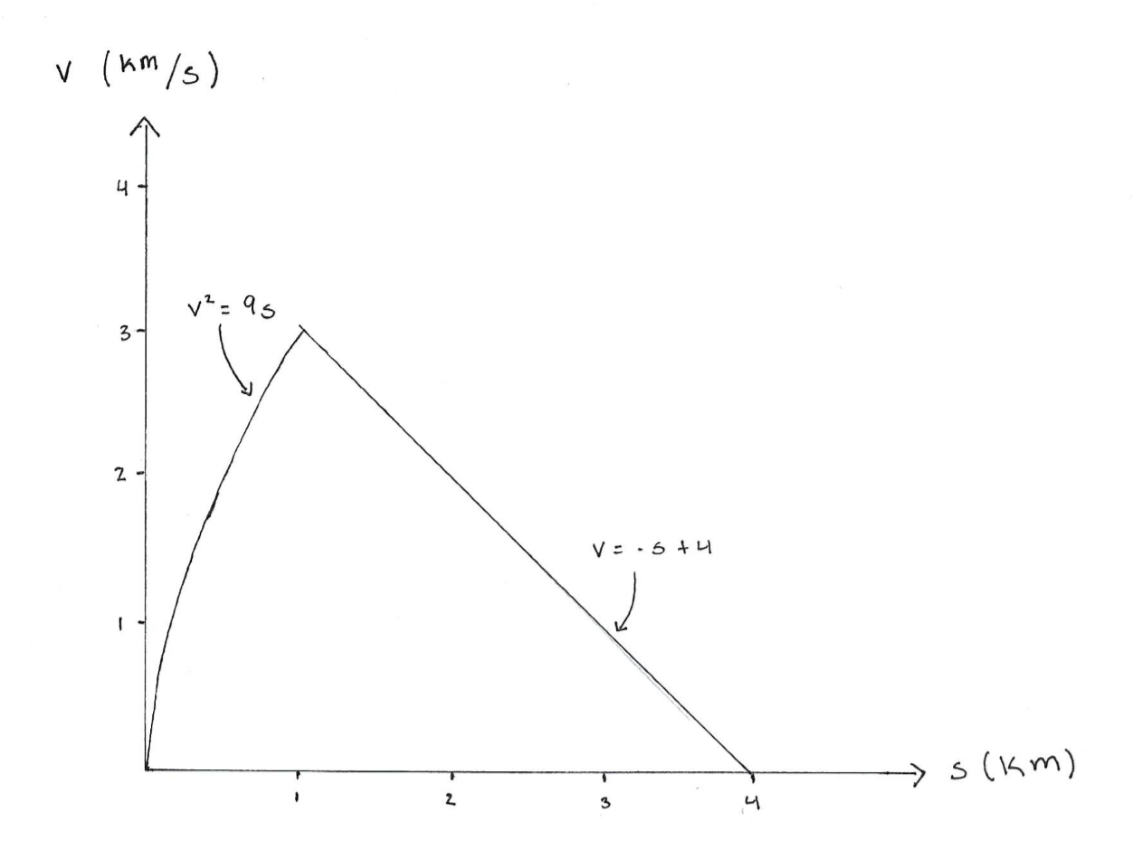 v (km/s)
4
v² = 9s
3
2
v = -s + 4
1
s (km)
1 2 3 4